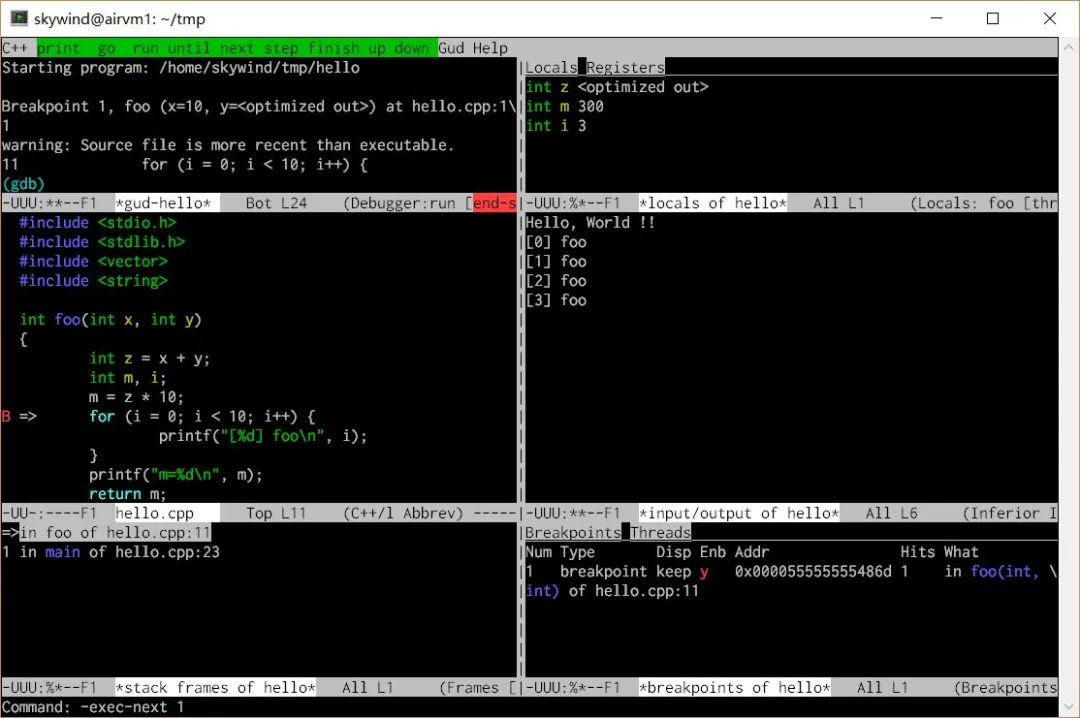 skywind@airvm1: ~/tmp
C++ print go run until next step finish up down Gud Help
Starting program: /home/skywind/tmp/hello
Breakpoint 1, foo (x=10, y=<optimized out>) at hello.cpp:1\
1
warning: Source file is more recent than executable.
11 for (i = 0; i < 10; i++) {
(gdb)
-UUU:**--F1 *gud-hello* Bot L24 (Debugger:run [end-s
#include <stdio.h>
#include <stdlib.h>
#include <vector>
#include <string>
int foo(int x, int y)
{
int z = x + y;
int m, i;
m = z * 10;
B => for (i = 0; i < 10; i++) {
printf("[%d] foo\n", i);
}
printf("m=%d\n", m);
return m;
-UU-:----F1 hello.cpp Top L11 (C++/l Abbrev) -----
=>in foo of hello.cpp:11
1 in main of hello.cpp:23
-UUU:%*--F1 *stack frames of hello* All L1 (Frames [
Locals Registers
int z <optimized out>
int m 300
int i 3
-UUU:%*--F1 *locals of hello* All L1 (Locals: foo [thr
Hello, World !!
[0] foo
[1] foo
[2] foo
[3] foo
-UUU:**--F1 *input/output of hello* All L6 (Inferior I
Breakpoints Threads
Num Type Disp Enb Addr Hits What
1 breakpoint keep y 0x000055555555486d 1 in foo(int, \
int) of hello.cpp:11
-UUU:%*--F1 *breakpoints of hello* All L1 (Breakpoints
Command: -exec-next 1